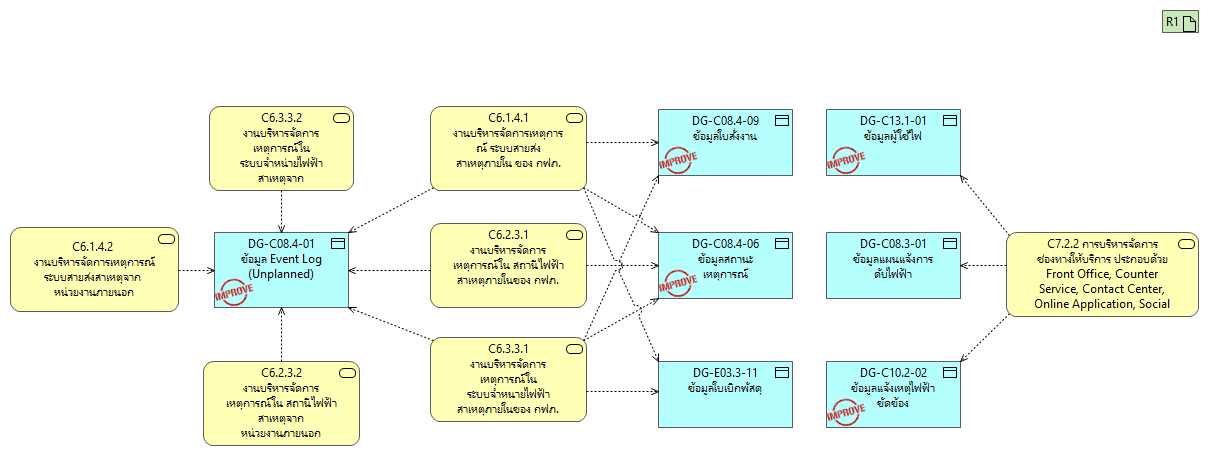 R1
C6.3.3.2
งานบริหารจัดการ
เหตุการณ์ใน
ระบบจำหน่ายไฟฟ้า
สาเหตุจาก
C6.1.4.1
งานบริหารจัดการเหตุการ
ณ์ ระบบสายส่ง
สาเหตุภายใน ของ กฟภ.
DG-C08.4-09
ข้อมูลใบสั่งงาน
IMPROVE
DG-C13.1-01
ข้อมูลผู้ใช้ไฟ
IMPROVE
C6.1.4.2
งานบริหารจัดการเหตุการณ์
ระบบสายส่งสาเหตุจาก
หน่วยงานภายนอก
DG-C08.4-01
ข้อมูล Event Log
(Unplanned)
IMPROVE
C6.2.3.1
งานบริหารจัดการ
เหตุการณ์ใน สถานีไฟฟ้า
สาเหตุภายในของ กฟภ.
DG-C08.4-06
ข้อมูลสถานะ
เหตุการณ์
IMPROVE
DG-C08.3-01
ข้อมูลแผนแจ้งการ
ดับไฟฟ้า
C7.2.2 การบริหารจัดการ
ช่องทางให้บริการ ประกอบด้วย
Front Office, Counter
Service, Contact Center,
Online Application, Social
C6.2.3.2
งานบริหารจัดการ
เหตุการณ์ใน สถานีไฟฟ้า
สาเหตุจาก
หน่วยงานภายนอก
C6.3.3.1
งานบริหารจัดการ
เหตุการณ์ใน
ระบบจำหน่ายไฟฟ้า
สาเหตุภายในของ กฟภ.
DG-E03.3-11
ข้อมูลใบเบิกพัสดุ
DG-C10.2-02
ข้อมูลแจ้งเหตุไฟฟ้า
ขัดข้อง
IMPROVE